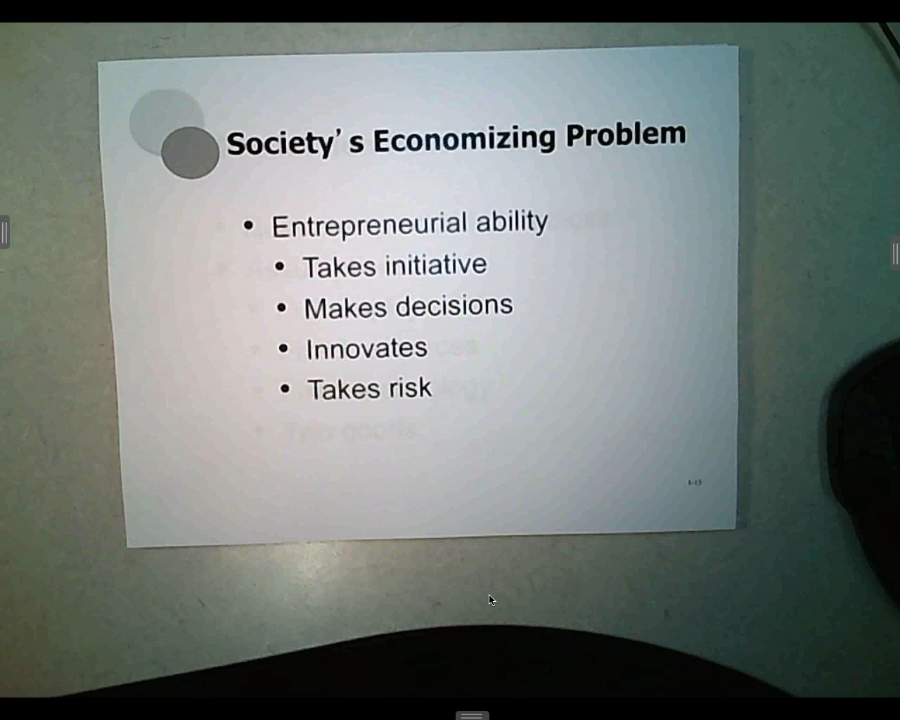 Society’ s Economizing Problem
• Entrepreneurial ability
• Takes initiative
• Makes decisions
• Innovates
• Takes risk